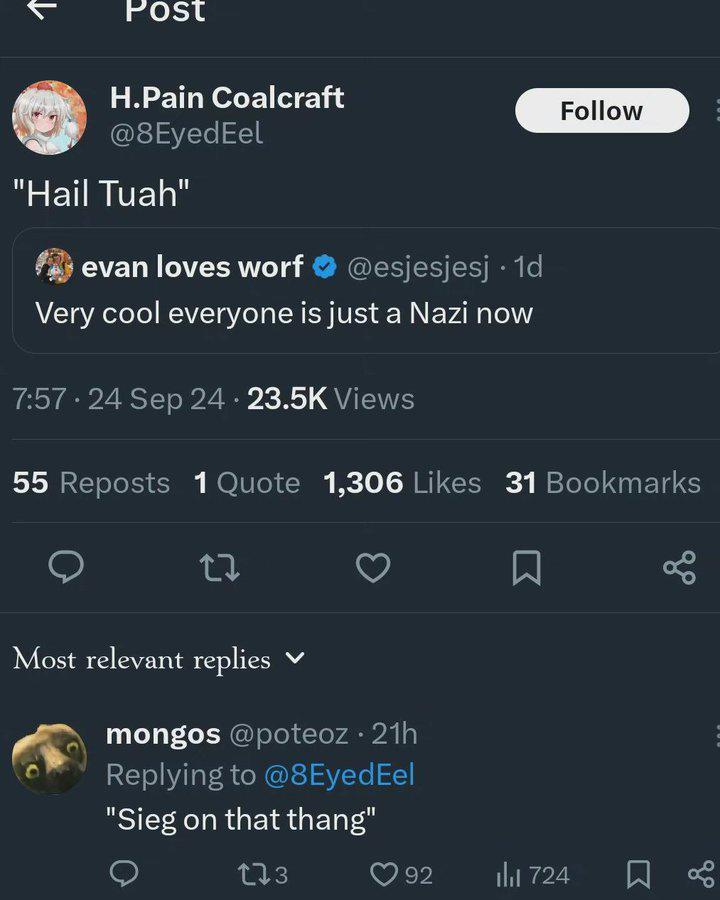 Post
H.Pain Coalcraft
@8EyedEel
Follow
"Hail Tuah"
evan loves worf @esjesjesj · 1d
Very cool everyone is just a Nazi now
7:57 · 24 Sep 24 · 23.5K Views
55 Reposts 1 Quote 1,306 Likes 31 Bookmarks
Most relevant replies
mongos @poteoz · 21h
Replying to @8EyedEel
"Sieg on that thang"
3 92 724